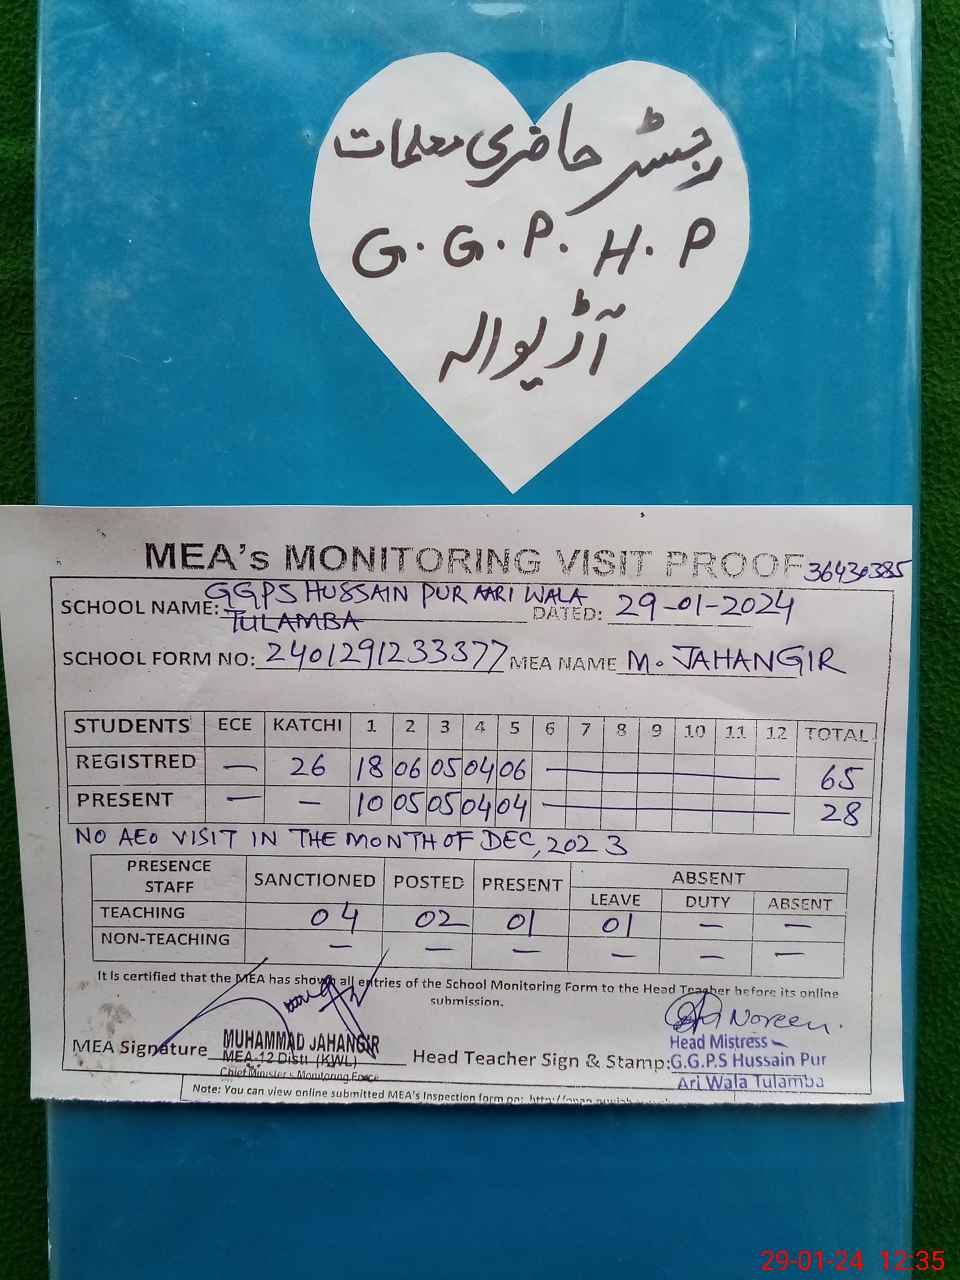 رجسٹر حاضری معلمات
G.G.P.H.P
آڑیوالہ
MEA's MONITORING VISIT PROOF 36430385
SCHOOL NAME: GGPS HUSSAIN PUR AARI WALA DATED: 29-01-2024
TULAMBA
SCHOOL FORM NO: 2401291233377 MEA NAME M. JAHANGIR
STUDENTS ECE KATCHI 1 2 3 4 5 6 7 8 9 10 11 12 TOTAL
REGISTRED — 26 18 06 05 04 06 — 65
PRESENT — – 10 05 05 04 04 — 28
NO AEO VISIT IN THE MONTH OF DEC, 2023
PRESENCE STAFF SANCTIONED POSTED PRESENT ABSENT
LEAVE DUTY ABSENT
TEACHING 04 02 01 01 – –
NON-TEACHING – – – – – –
It is certified that the MEA has shown all entries of the School Monitoring Form to the Head Teacher before its online
submission.
Noreen.
MEA Signature MUHAMMAD JAHANGIR
MEA-12 Distt (KWL)
Chief Minister's Monitoring Force
Head Teacher Sign & Stamp: Head Mistress
G.G.P.S Hussain Pur
Ari Wala Tulamba
Note: You can view online submitted MEA's Inspection form on:
29-01-24 12:35